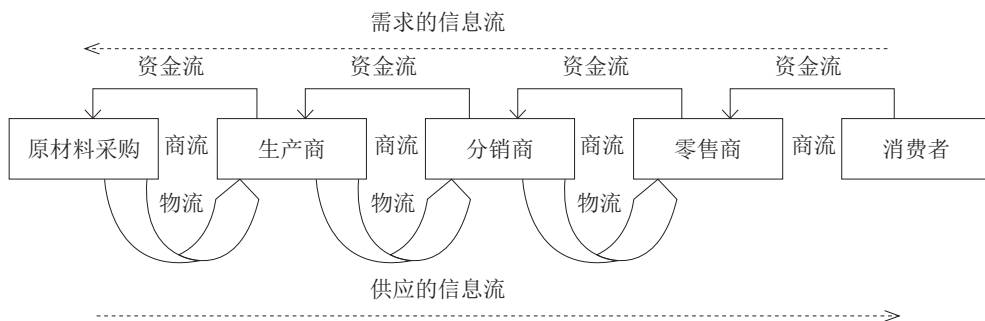 需求的信息流
资金流 资金流 资金流 资金流
原材料采购 商流 生产商 商流 分销商 商流 零售商 商流 消费者
物流 物流 物流
供应的信息流